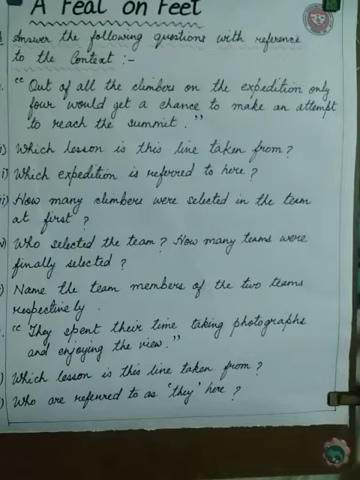 A Feat on Feet
Answer the following questions with reference
to the Context :-
"Out of all the climbers on the expedition only
four would get a chance to make an attempt
to reach the summit."
i) Which lesson is this line taken from?
i) Which expedition is referred to here?
ii) How many climbers were selected in the team
at first?
v) Who selected the team? How many teams were
finally selected?
) Name the team members of the two teams
respectively.
"They spent their time taking photographs
and enjoying the view."
) Which lesson is this line taken from?
) Who are referred to as 'they' here?